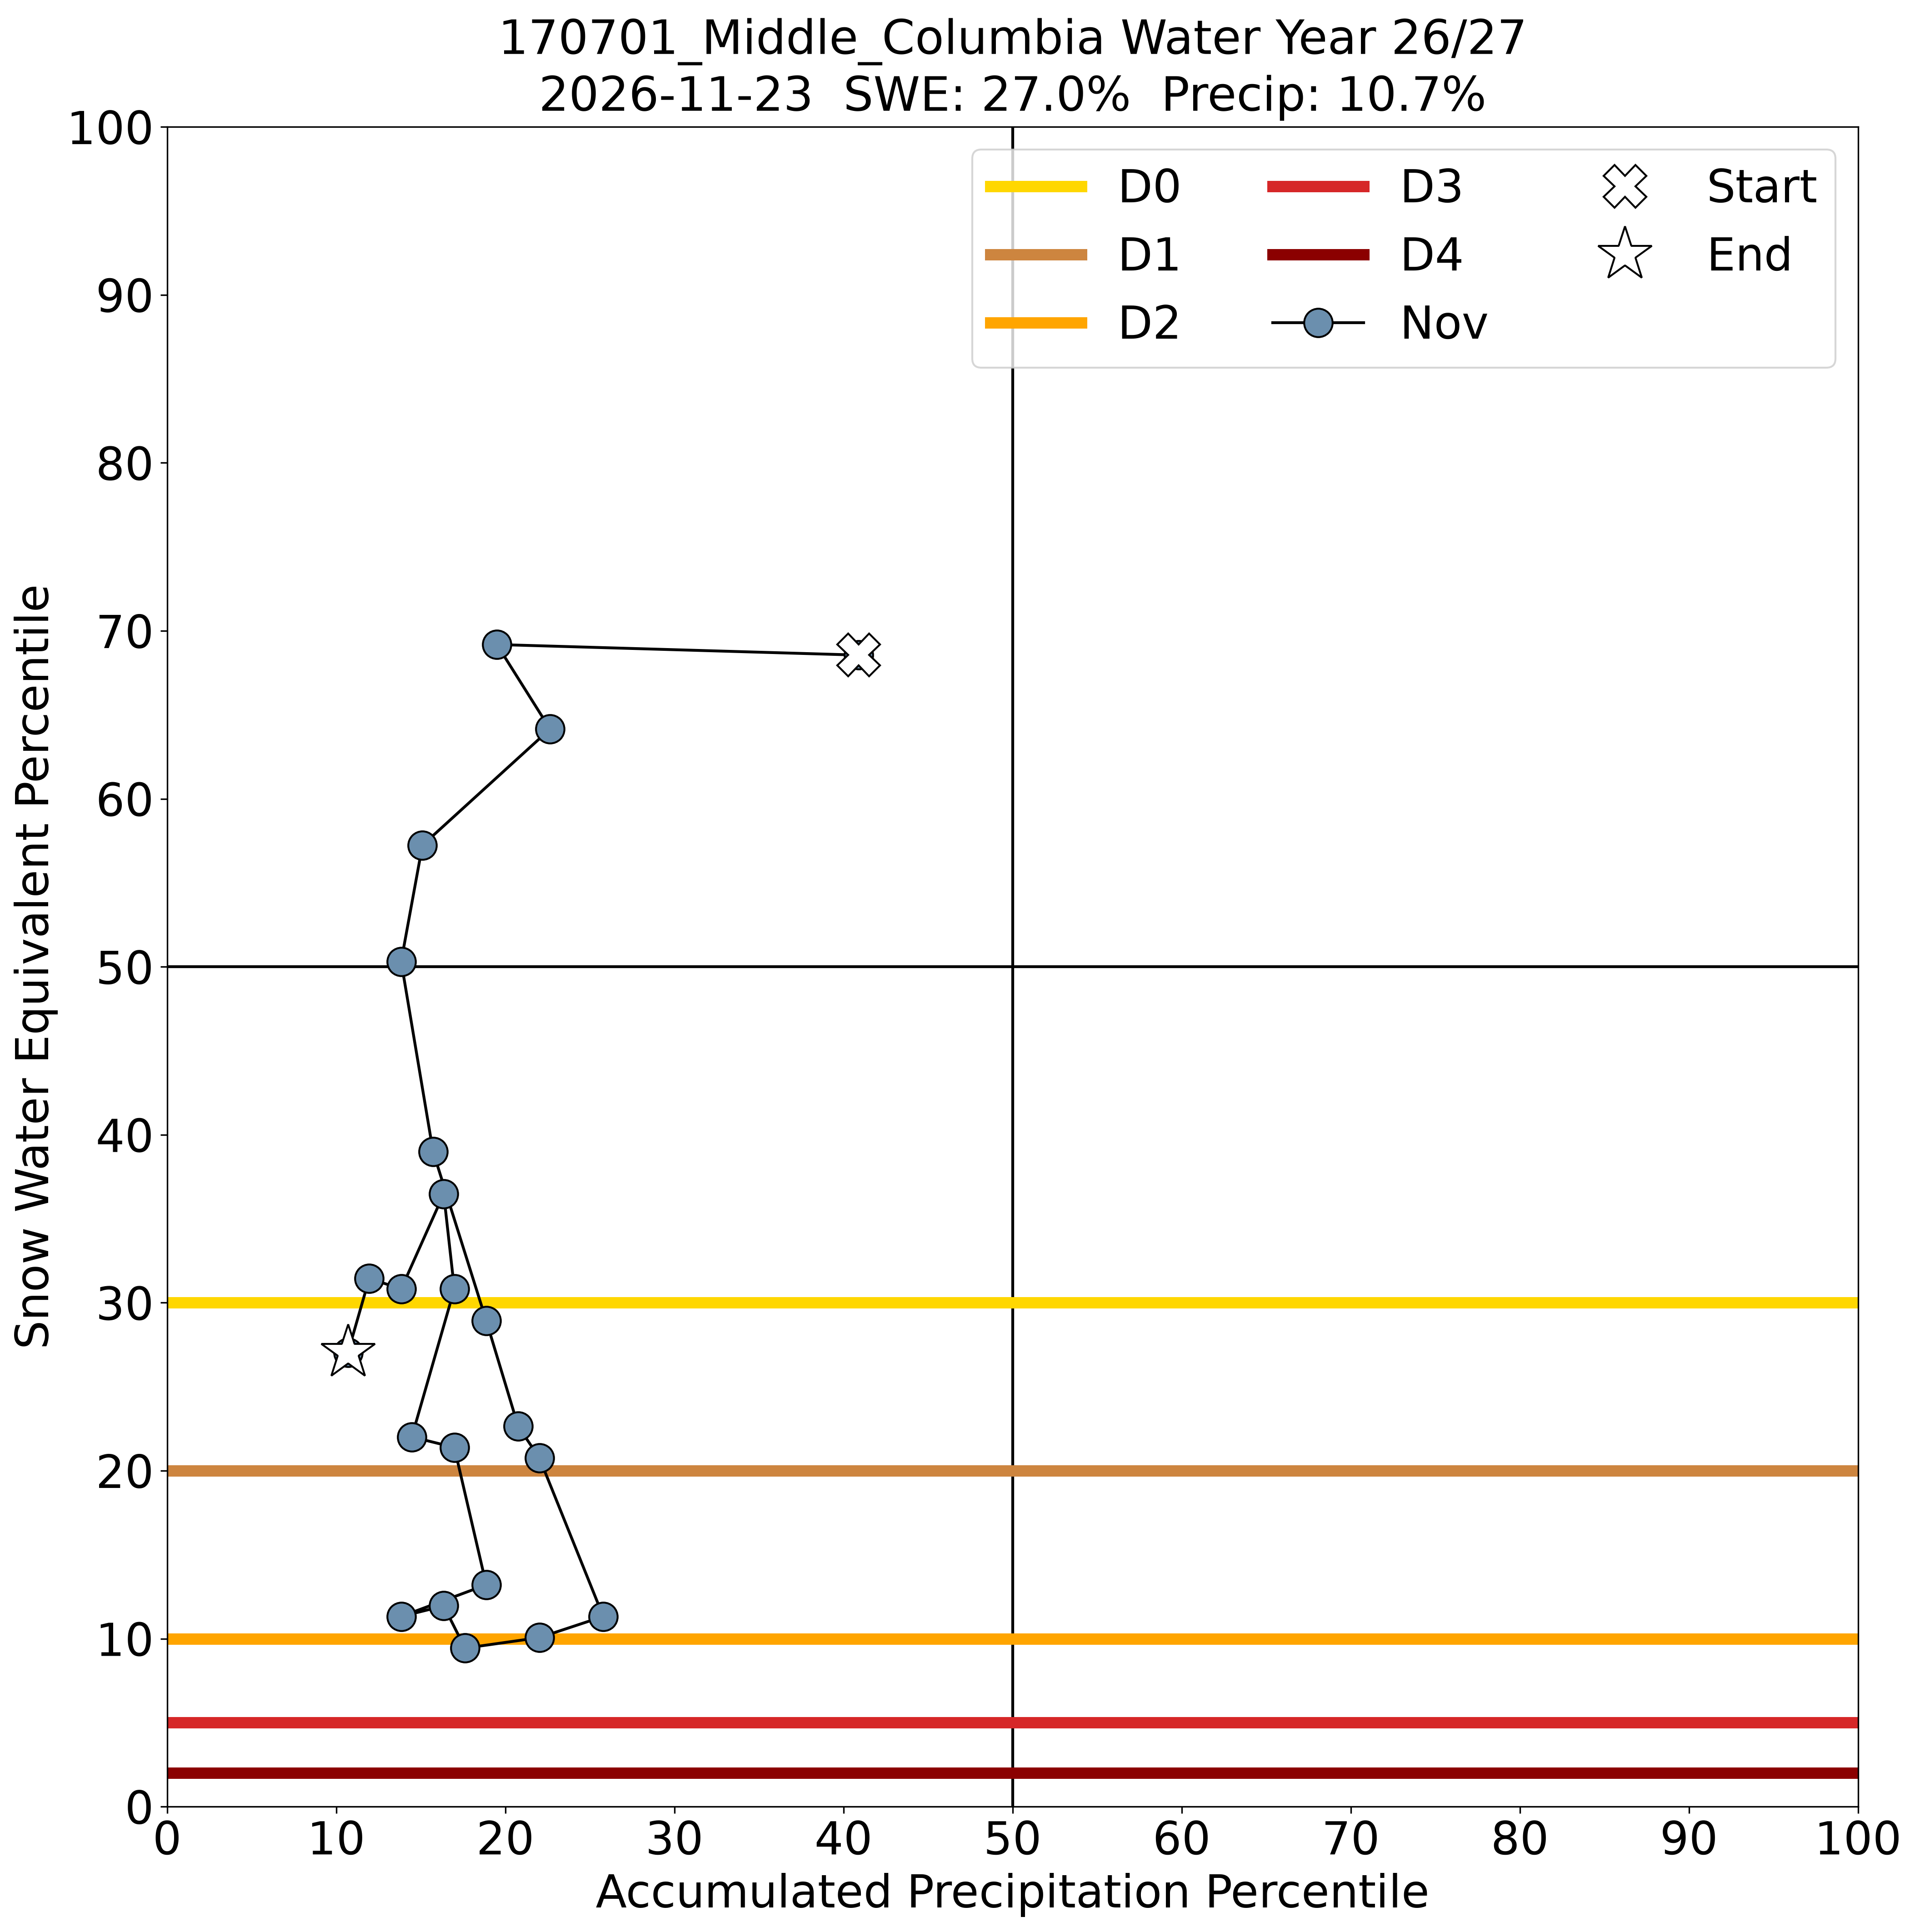 170701_Middle_Columbia Water Year 26/27
2026-11-23 SWE: 27.0% Precip: 10.7%
100
90
80
70
60
50
40
30
20
10
0
Snow Water Equivalent Percentile
D0
D1
D2
D3
D4
Nov
Start
End
0 10 20 30 40 50 60 70 80 90 100
Accumulated Precipitation Percentile